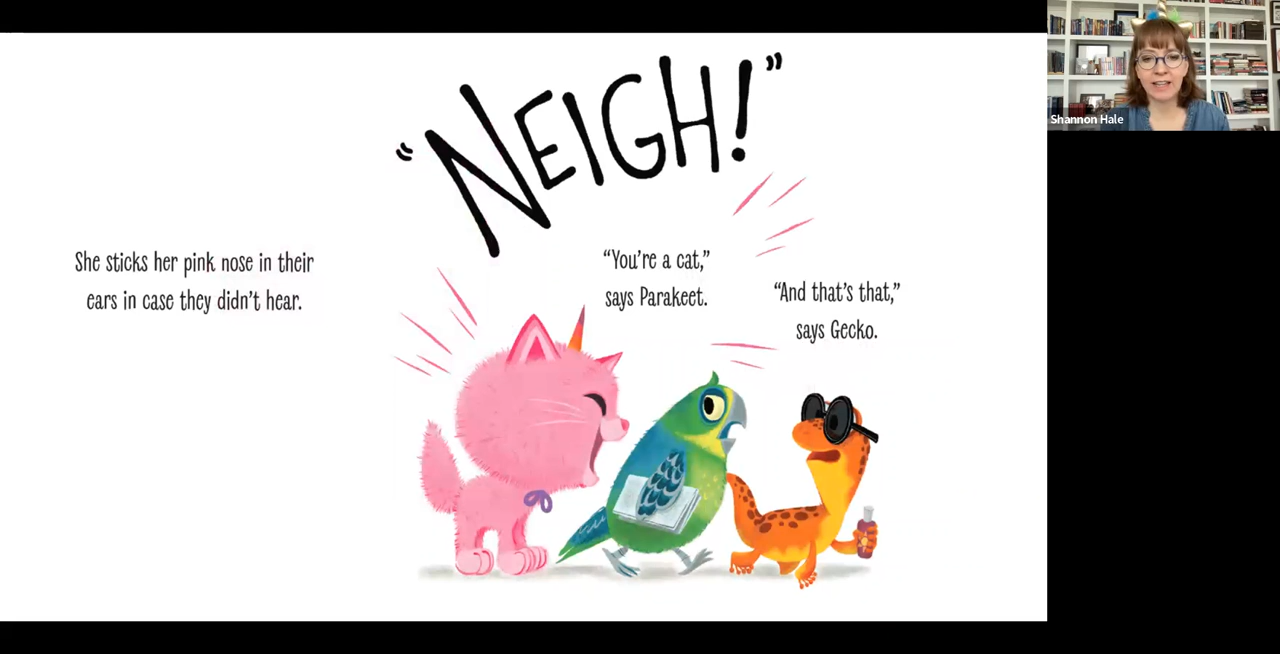 “NEIGH!”
She sticks her pink nose in their
ears in case they didn’t hear.
“You’re a cat,”
says Parakeet.
“And that’s that,”
says Gecko.
Shannon Hale